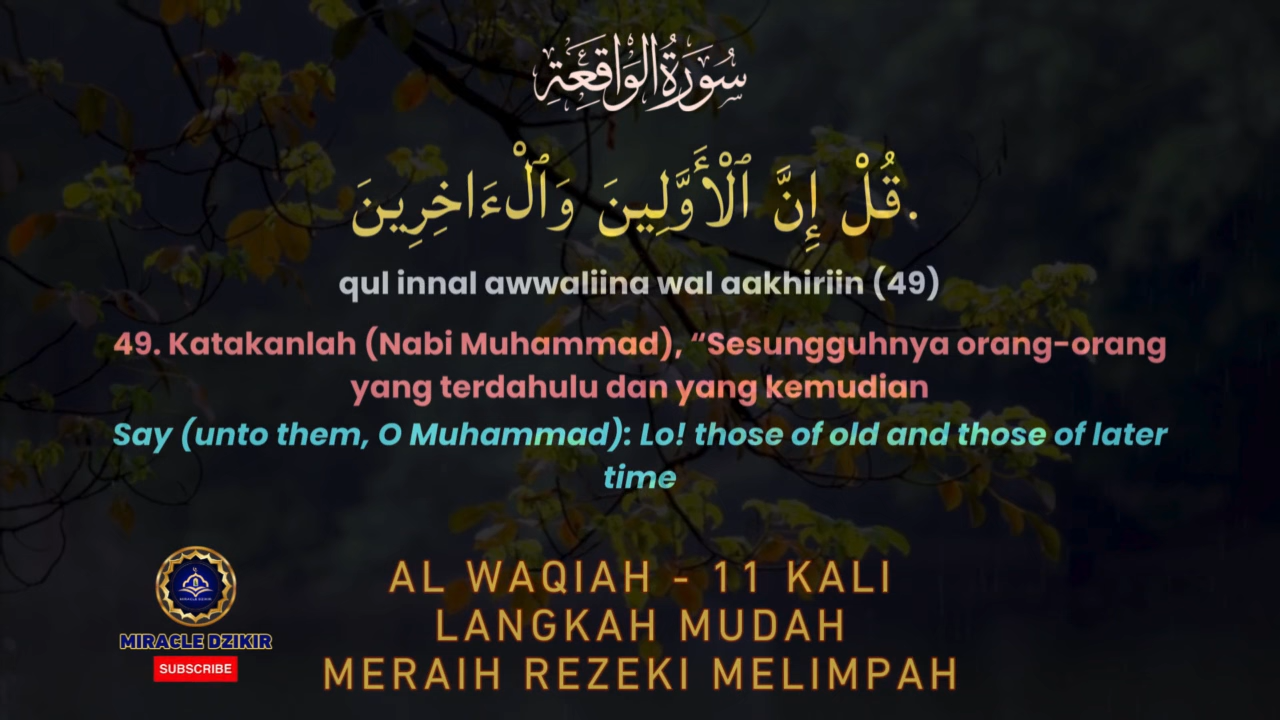 سُورَةُ الوَاقِعَةِ
قُلْ إِنَّ ٱلْأَوَّلِينَ وَٱلْءَاخِرِينَ.
qul innal awwaliina wal aakhiriin (49)
49. Katakanlah (Nabi Muhammad), “Sesungguhnya orang-orang
yang terdahulu dan yang kemudian
Say (unto them, O Muhammad): Lo! those of old and those of later
time
AL WAQIAH - 11 KALI
LANGKAH MUDAH
MERAIH REZEKI MELIMPAH
MIRACLE DZIKIR
MIRACLE DZIKIR
SUBSCRIBE